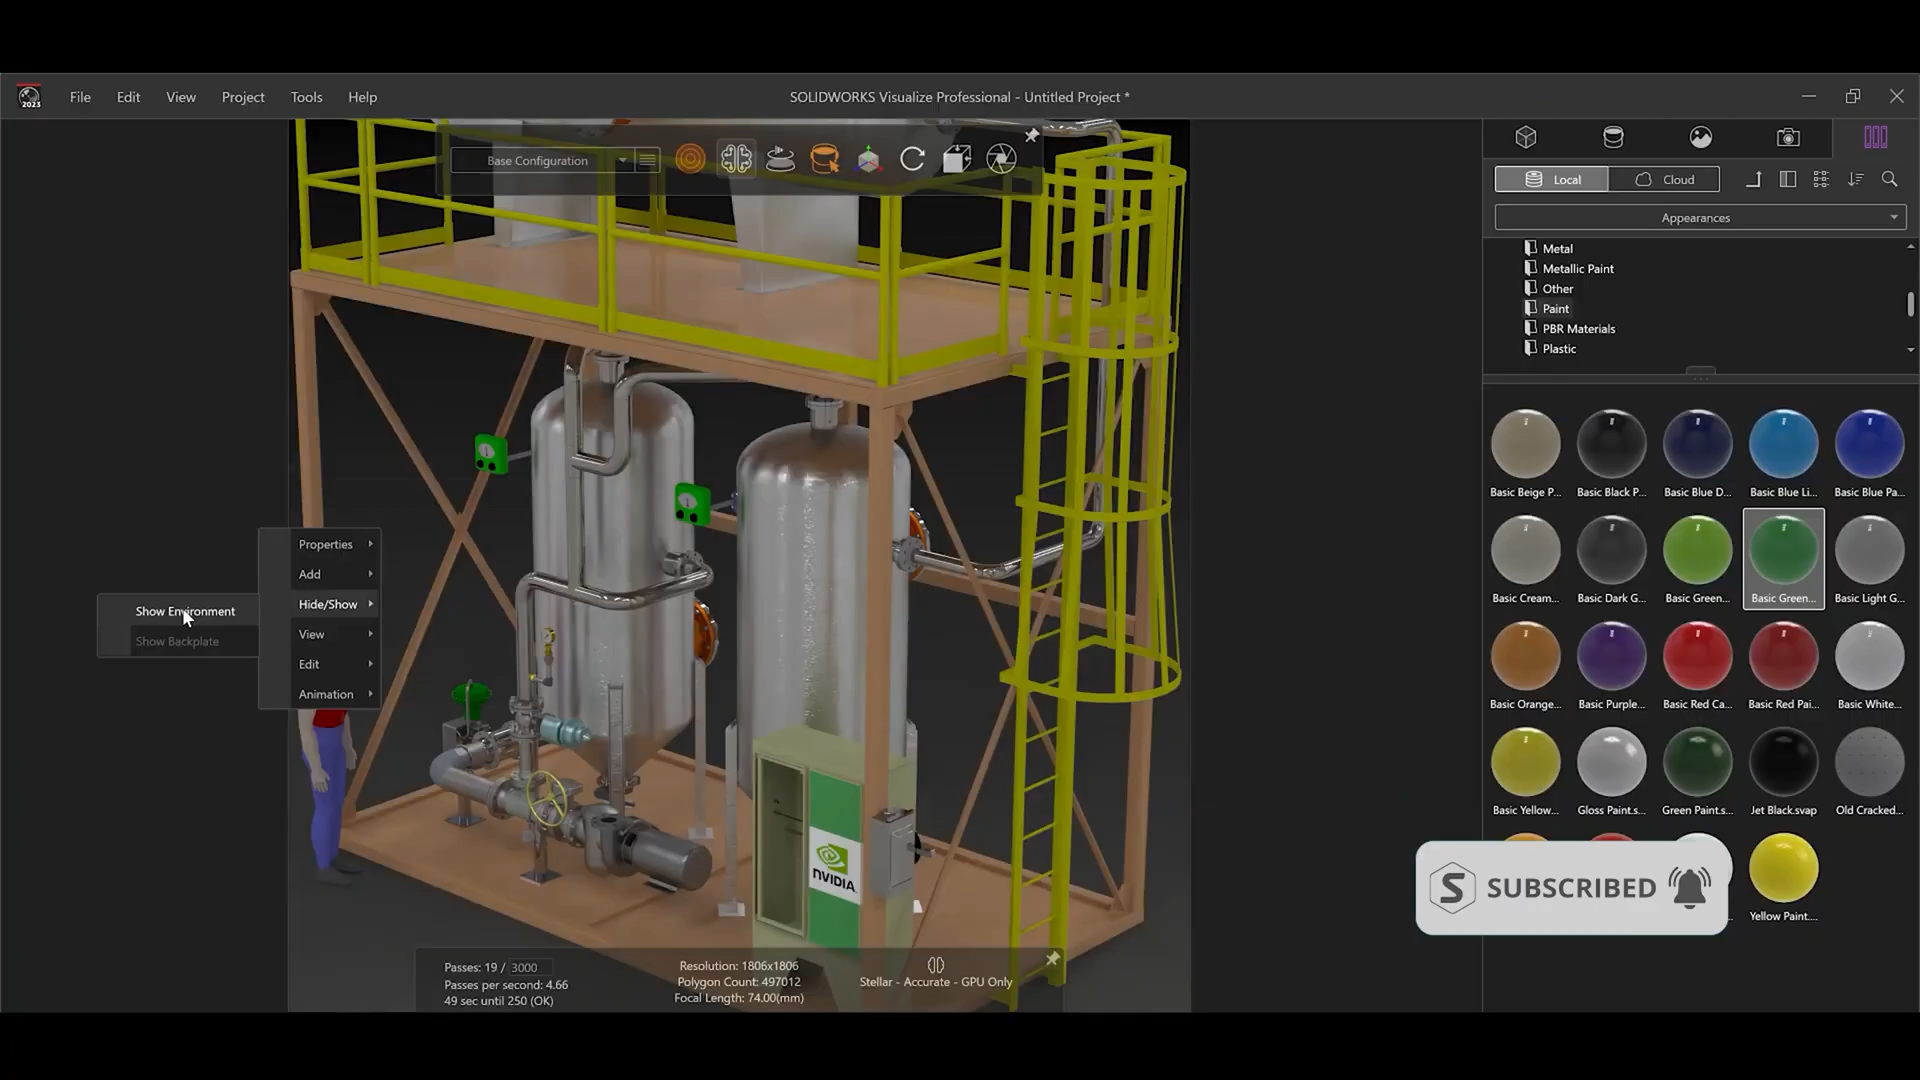 2023
File Edit View Project Tools Help
SOLIDWORKS Visualize Professional - Untitled Project *
Base Configuration
Local Cloud
Appearances
Metal
Metallic Paint
Other
Paint
PBR Materials
Plastic
Basic Beige P... Basic Black P... Basic Blue D... Basic Blue Li... Basic Blue Pa...
Basic Cream... Basic Dark G... Basic Green... Basic Green... Basic Light G...
Basic Orange... Basic Purple... Basic Red Ca... Basic Red Pai... Basic White...
Basic Yellow... Gloss Paint.s... Green Paint.s... Jet Black.svap Old Cracked...
Yellow Paint....
SUBSCRIBED
Properties
Add
Hide/Show
View
Edit
Animation
Show Environment
Show Backplate
NVIDIA
Passes: 19 / 3000
Passes per second: 4.66
49 sec until 250 (OK)
Resolution: 1806x1806
Polygon Count: 497012
Focal Length: 74.00(mm)
Stellar - Accurate - GPU Only